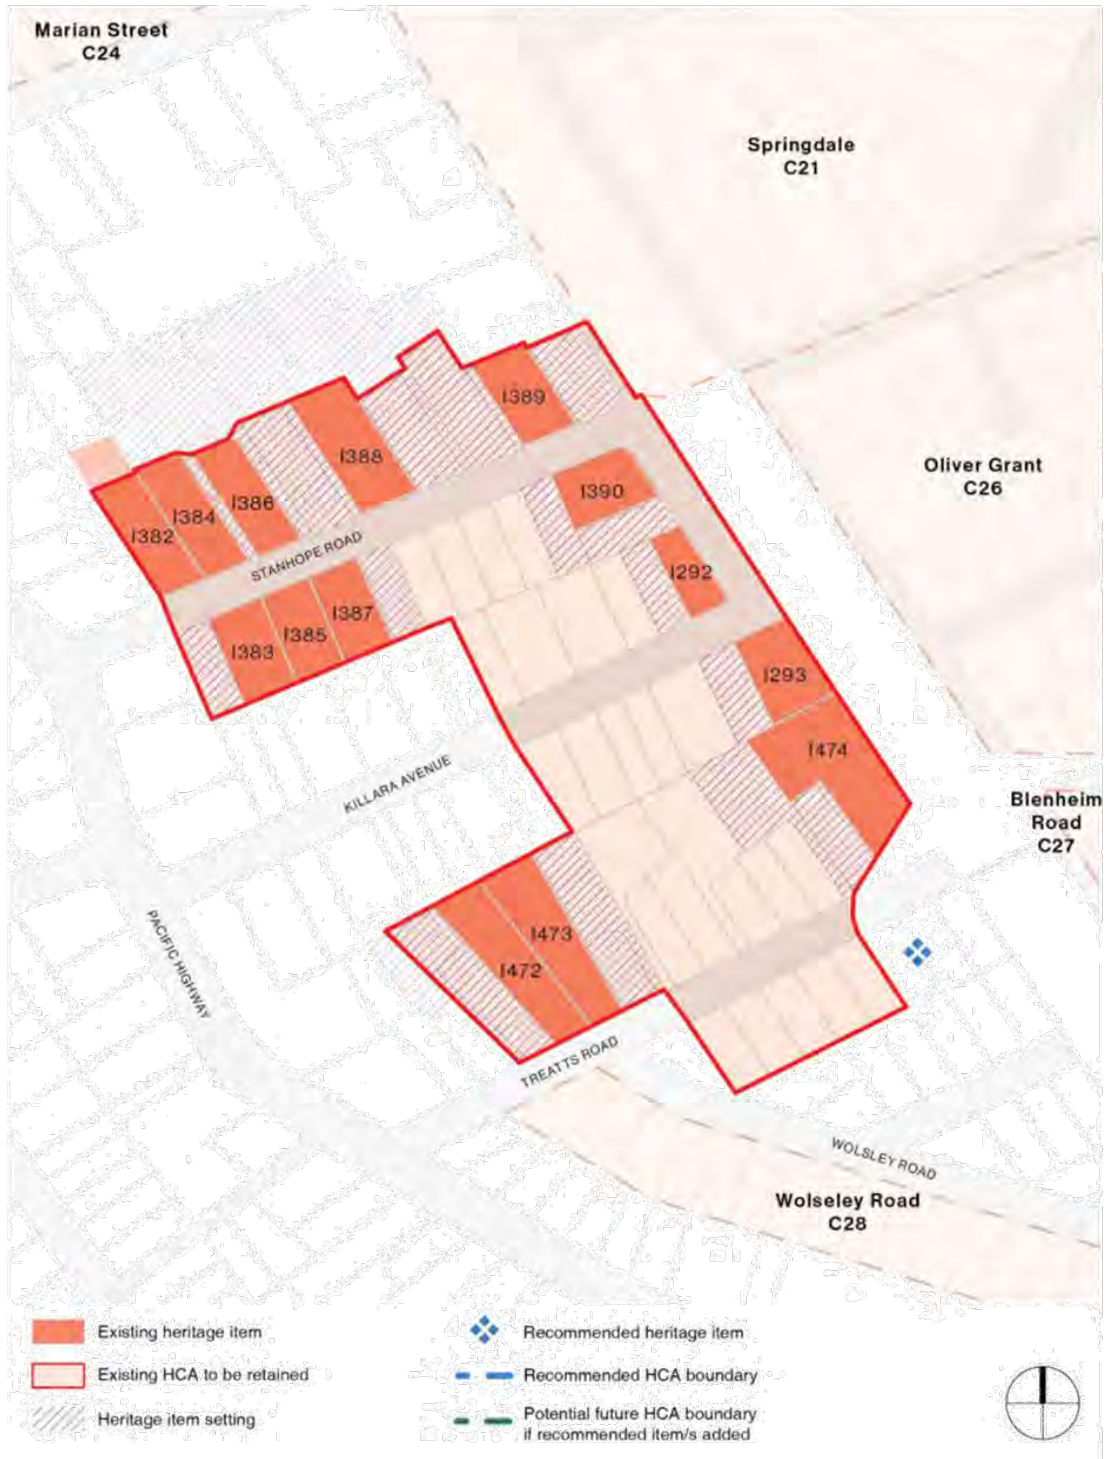 Marian Street
C24
Springdale
C21
Oliver Grant
C26
I389
I388
I390
I386
I384
I382
STANHOPE ROAD
I292
I387
I385
I383
I293
I474
KILLARA AVENUE
Blenheim
Road
C27
PACIFIC HIGHWAY
I473
I472
TREATTS ROAD
WOLSLEY ROAD
Wolseley Road
C28
Existing heritage item
Existing HCA to be retained
Heritage item setting
Recommended heritage item
Recommended HCA boundary
Potential future HCA boundary
if recommended item/s added